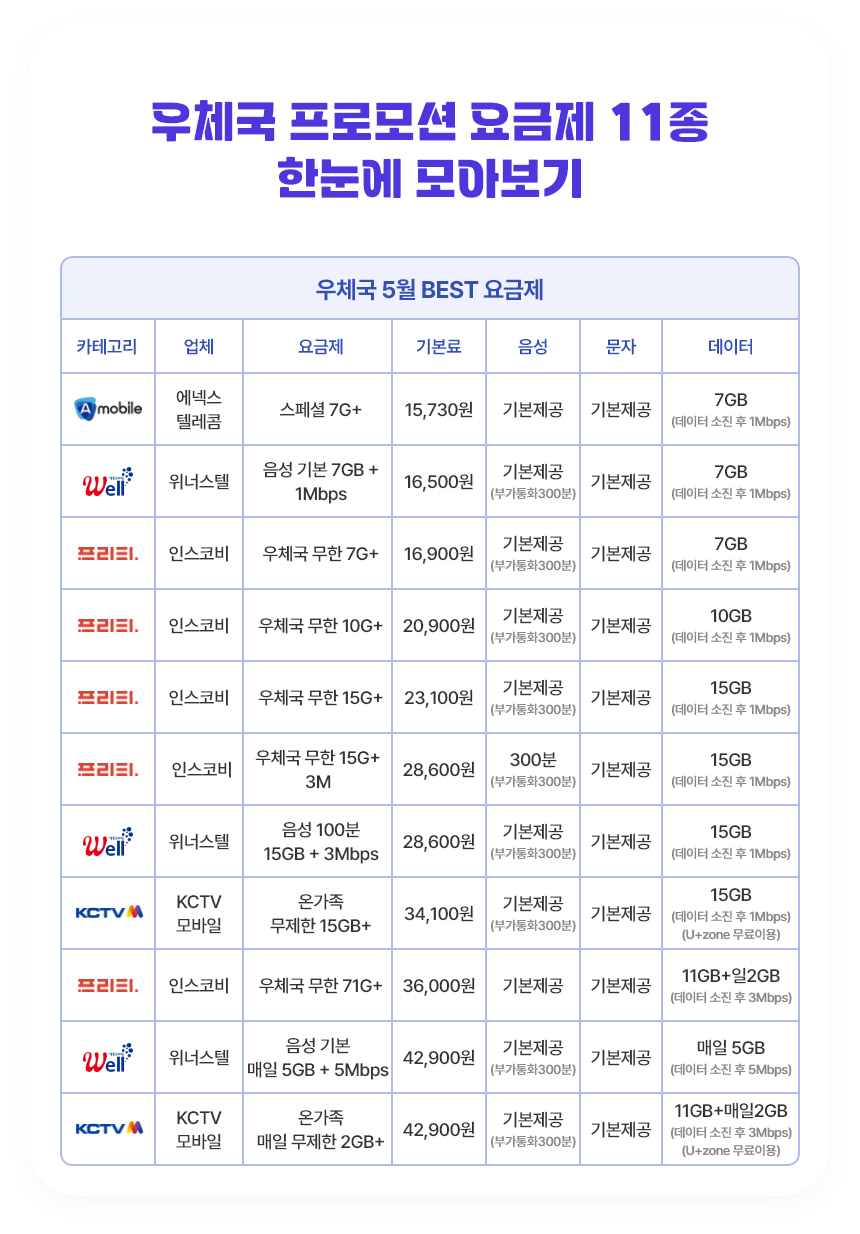 우체국 프로모션 요금제 11종
한눈에 모아보기
우체국 5월 BEST 요금제
카테고리 업체 요금제 기본료 음성 문자 데이터
A mobile 에넥스 텔레콤 스페셜 7G+ 15,730원 기본제공 기본제공 7GB (데이터 소진 후 1Mbps)
Well 위너스텔 음성 기본 7GB + 1Mbps 16,500원 기본제공 (부가통화300분) 기본제공 7GB (데이터 소진 후 1Mbps)
프리티. 인스코비 우체국 무한 7G+ 16,900원 기본제공 (부가통화300분) 기본제공 7GB (데이터 소진 후 1Mbps)
프리티. 인스코비 우체국 무한 10G+ 20,900원 기본제공 (부가통화300분) 기본제공 10GB (데이터 소진 후 1Mbps)
프리티. 인스코비 우체국 무한 15G+ 23,100원 기본제공 (부가통화300분) 기본제공 15GB (데이터 소진 후 1Mbps)
프리티. 인스코비 우체국 무한 15G+ 3M 28,600원 300분 (부가통화300분) 기본제공 15GB (데이터 소진 후 1Mbps)
Well 위너스텔 음성 100분 15GB + 3Mbps 28,600원 기본제공 (부가통화300분) 기본제공 15GB (데이터 소진 후 1Mbps)
KCTV M KCTV 모바일 온가족 무제한 15GB+ 34,100원 기본제공 (부가통화300분) 기본제공 15GB (데이터 소진 후 1Mbps) (U+zone 무료이용)
프리티. 인스코비 우체국 무한 71G+ 36,000원 기본제공 기본제공 11GB+일2GB (데이터 소진 후 3Mbps)
Well 위너스텔 음성 기본 매일 5GB + 5Mbps 42,900원 기본제공 (부가통화300분) 기본제공 매일 5GB (데이터 소진 후 5Mbps)
KCTV M KCTV 모바일 온가족 매일 무제한 2GB+ 42,900원 기본제공 (부가통화300분) 기본제공 11GB+매일2GB (데이터 소진 후 3Mbps) (U+zone 무료이용)